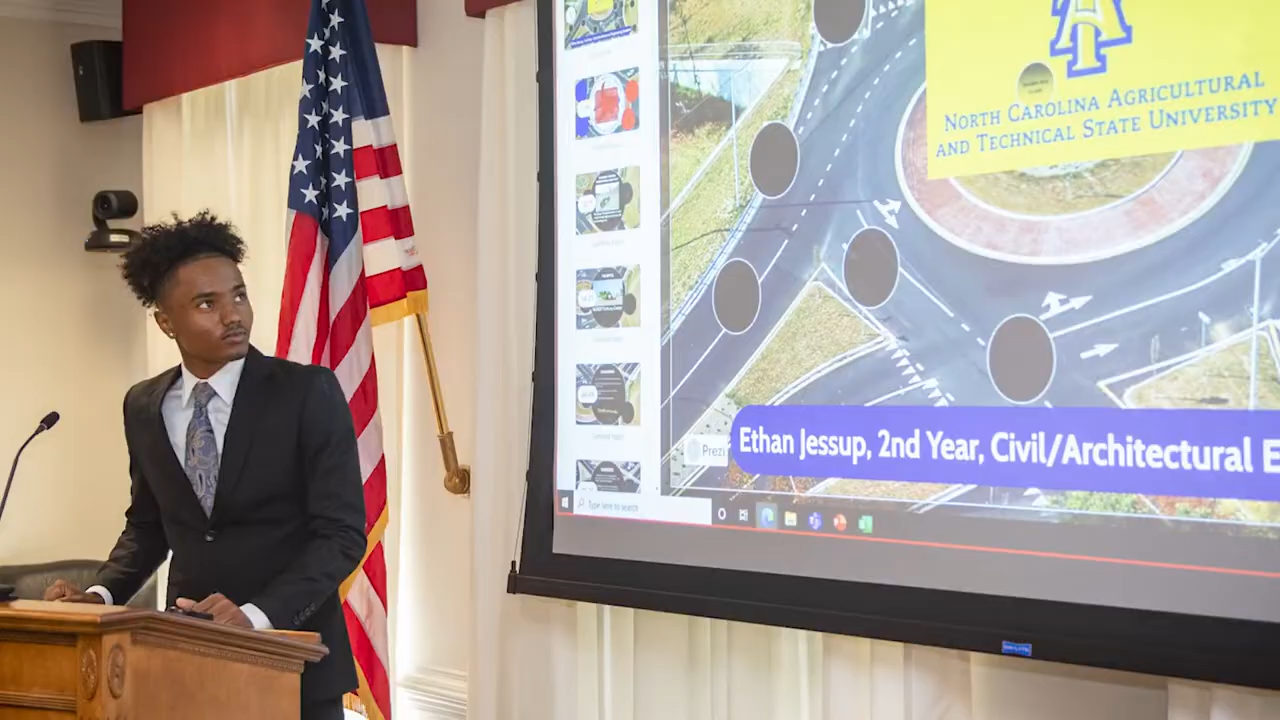 NORTH CAROLINA AGRICULTURAL
AND TECHNICAL STATE UNIVERSITY
Ethan Jessup, 2nd Year, Civil/Architectural E
Prezi
Type here to search